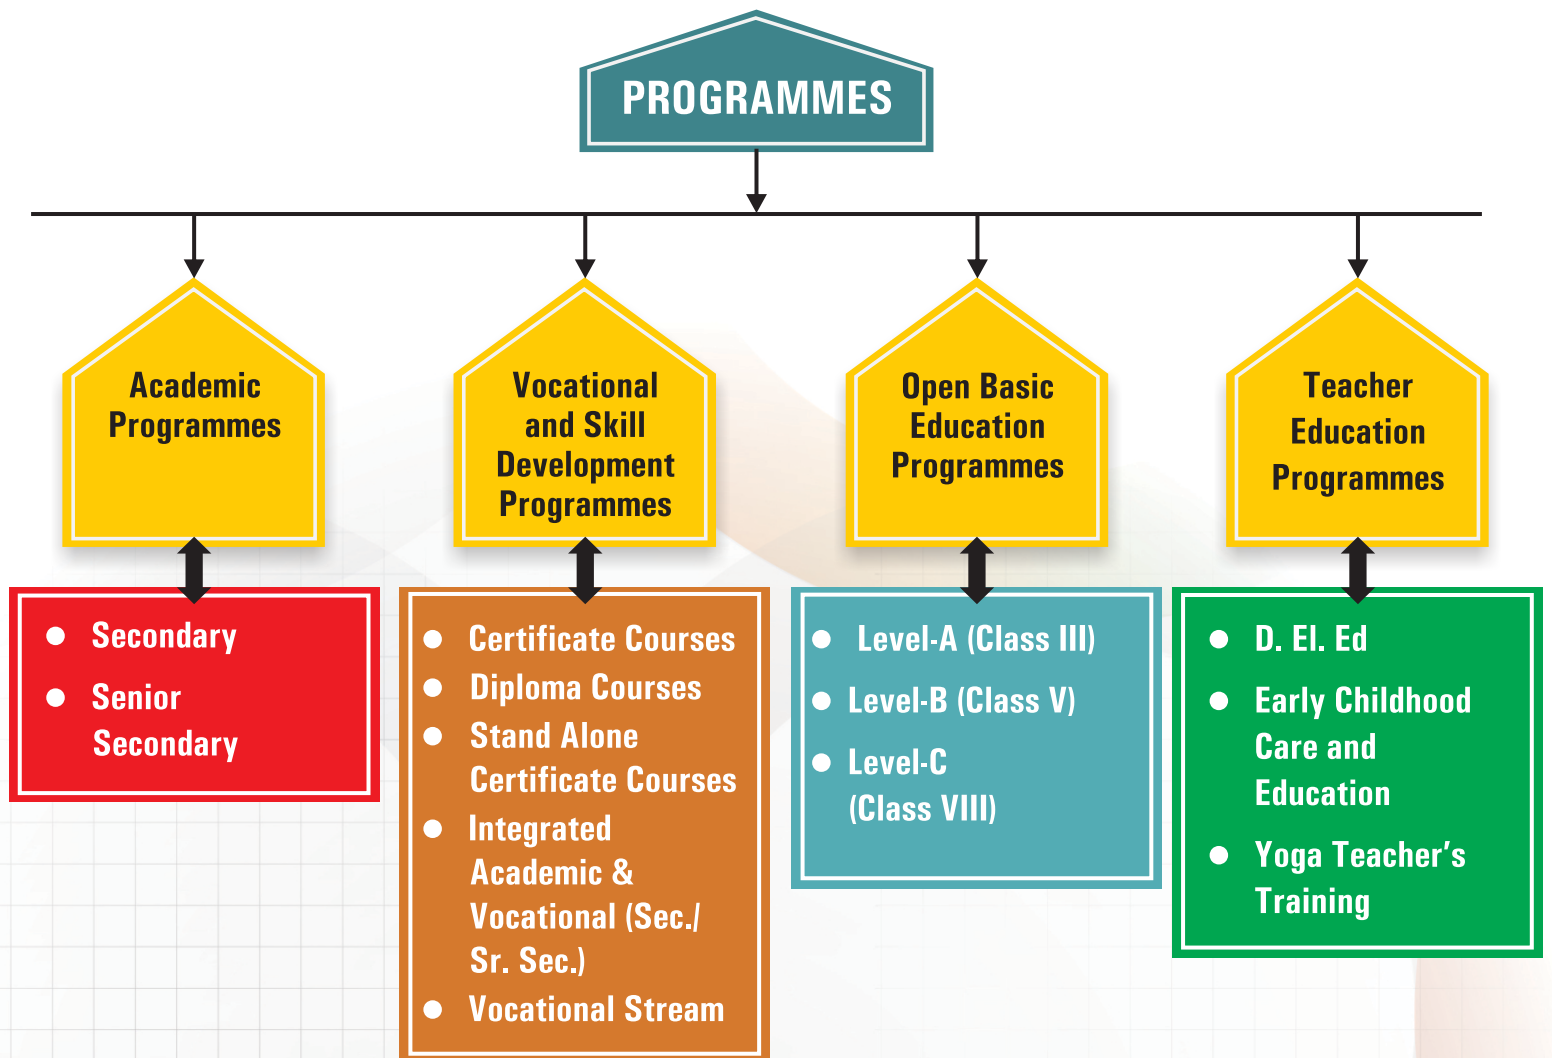 PROGRAMMES
Academic
Programmes
Vocational
and Skill
Development
Programmes
Open Basic
Education
Programmes
Teacher
Education
Programmes
● Secondary
● Senior
Secondary
● Certificate Courses
● Diploma Courses
● Stand Alone
Certificate Courses
● Integrated
Academic &
Vocational (Sec./
Sr. Sec.)
● Vocational Stream
● Level-A (Class III)
● Level-B (Class V)
● Level-C
(Class VIII)
● D. El. Ed
● Early Childhood
Care and
Education
● Yoga Teacher’s
Training